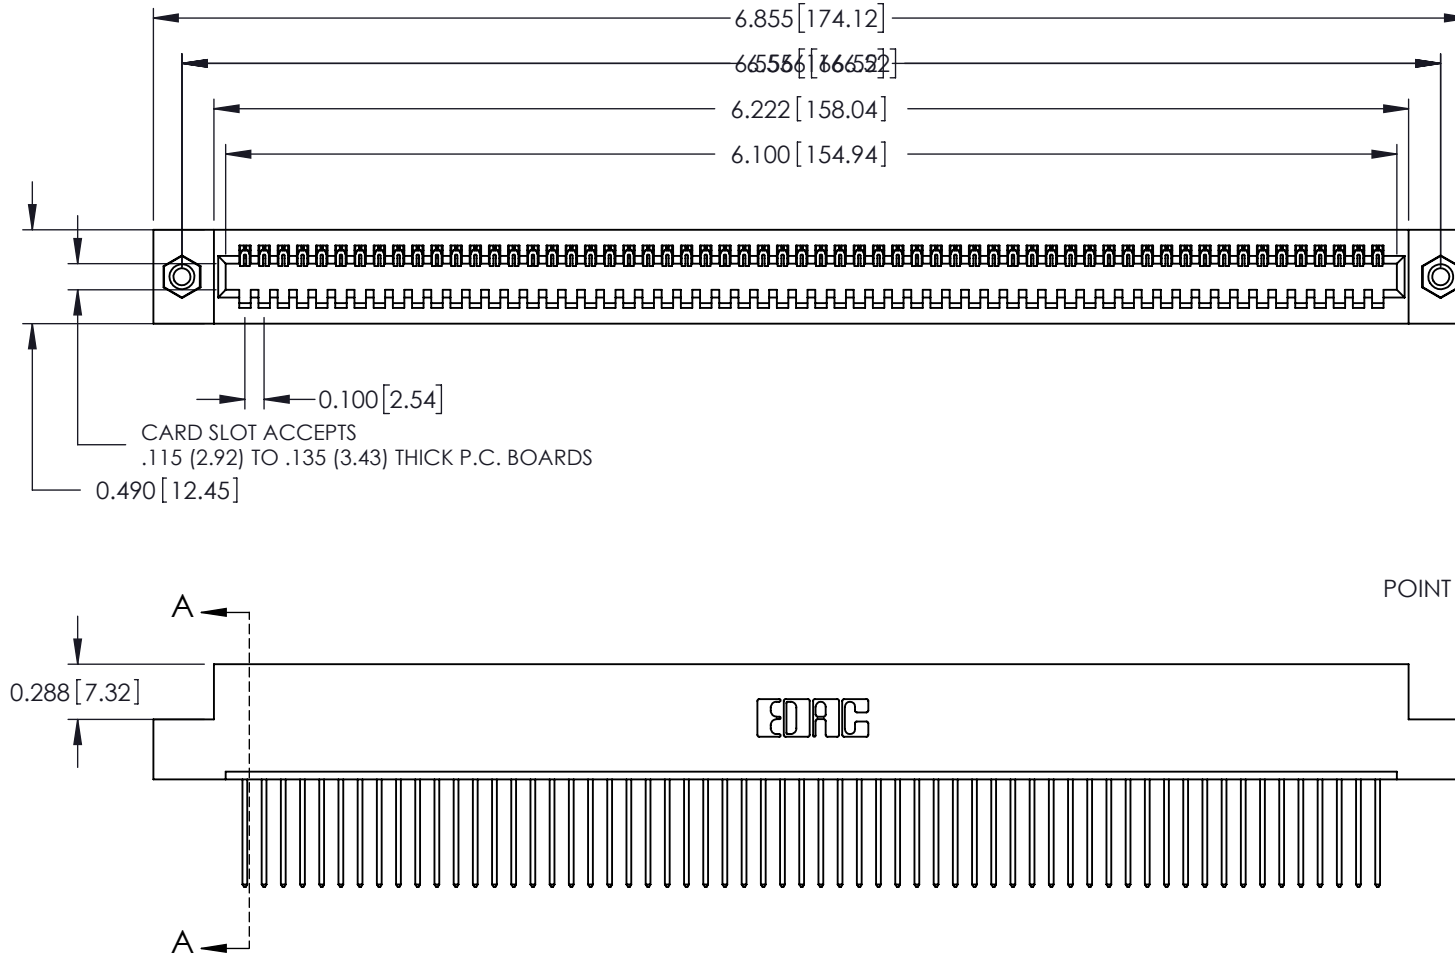 6.855[174.12]
6.222[158.04]
6.100[154.94]
0.100[2.54]
CARD SLOT ACCEPTS
.115 (2.92) TO .135 (3.43) THICK P.C. BOARDS
0.490[12.45]
POINT
A
0.288[7.32]
EDAC
A